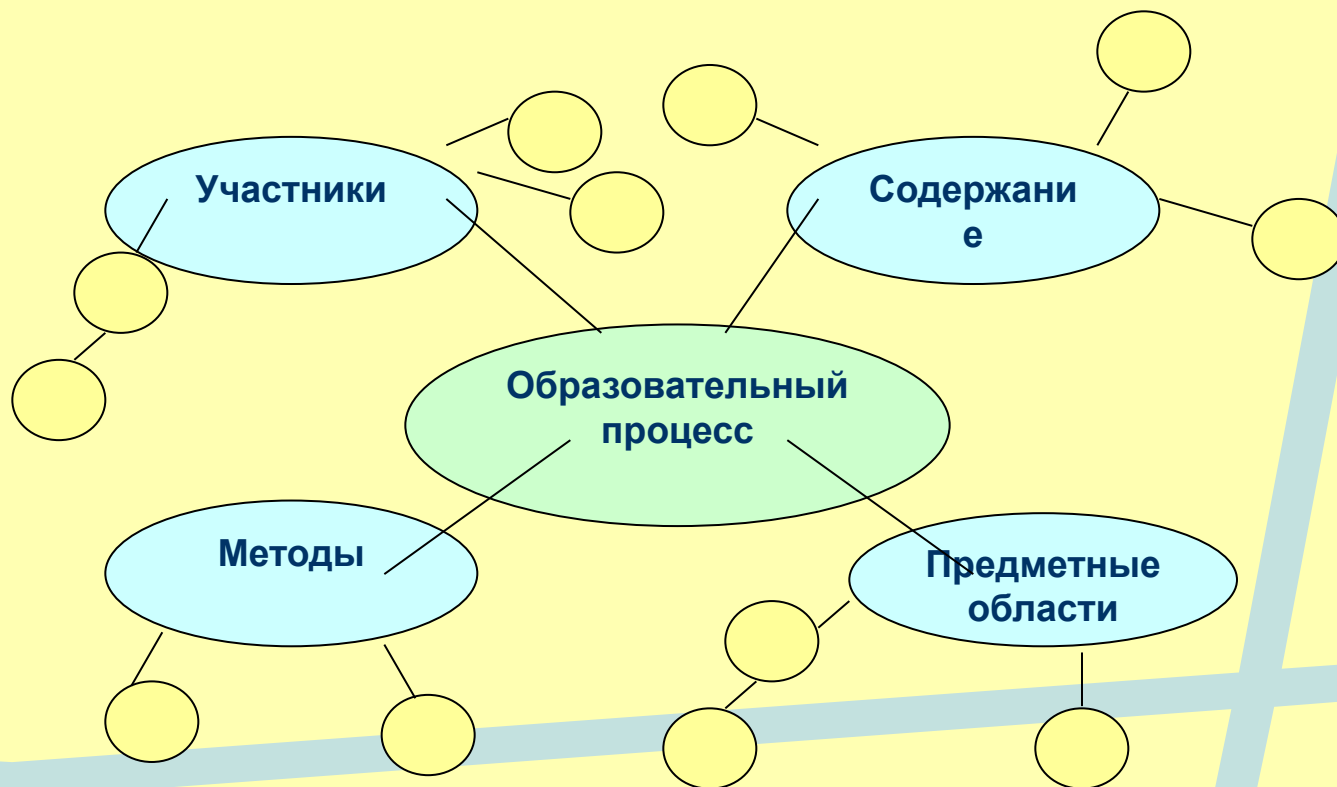 Участники
Содержани
е
Образовательный
процесс
Методы
Предметные
области